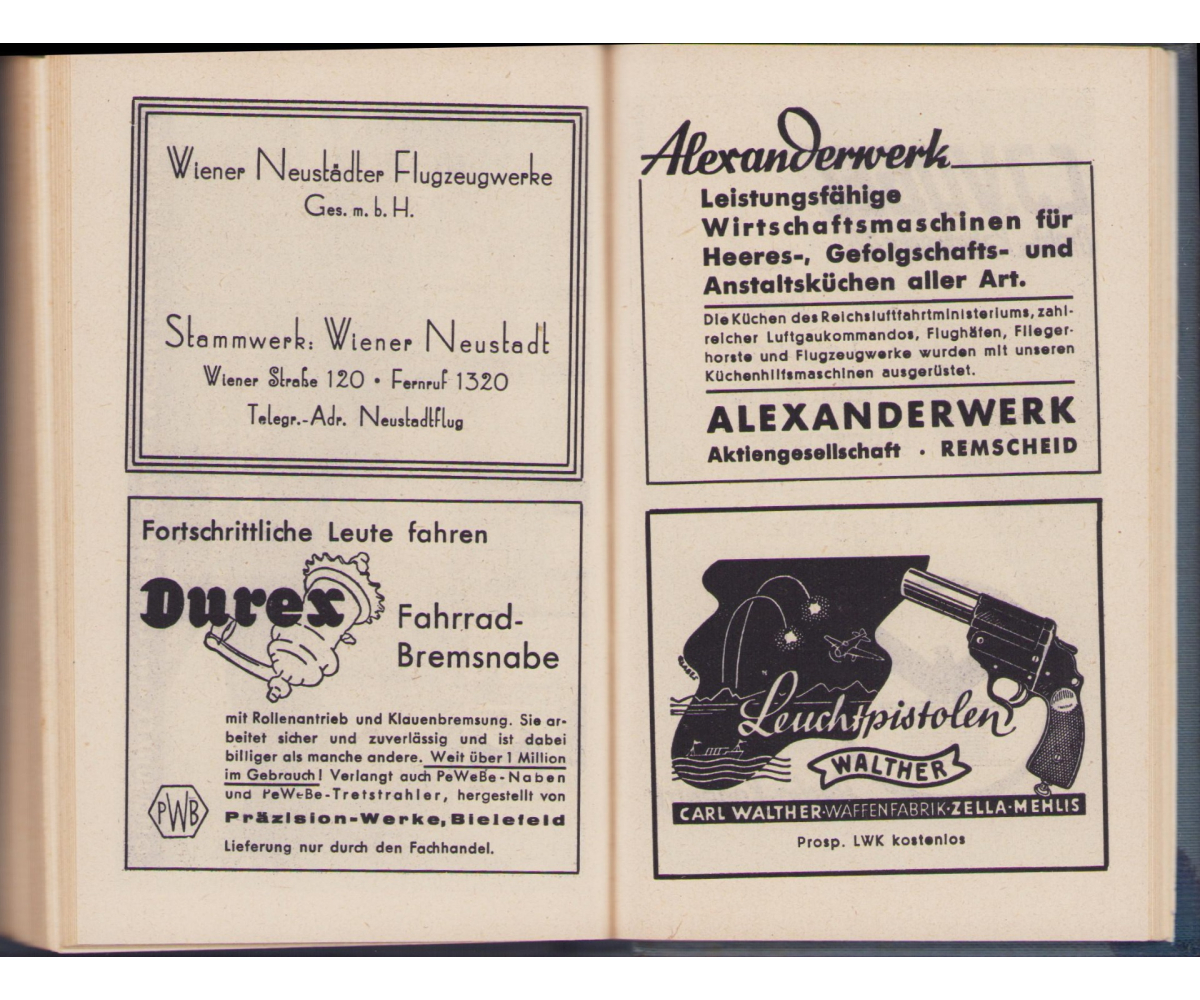 Wiener Neustädter Flugzeugwerke
Ges. m. b. H.
Stammwerk: Wiener Neustadt
Wiener Straße 120 • Fernruf 1320
Telegr.-Adr. Neustadtflug
Fortschrittliche Leute fahren
Durex
Fahrrad-
Bremsnabe
mit Rollenantrieb und Klauenbremsung. Sie ar-
beitet sicher und zuverlässig und ist dabei
billiger als manche andere. Weit über 1 Million
im Gebrauch! Verlangt auch PeWeBe-Naben
und PeWeBe-Tretstrahler, hergestellt von
PWB
Präzision-Werke, Bielefeld
Lieferung nur durch den Fachhandel.
Alexanderwerk
Leistungsfähige
Wirtschaftsmaschinen für
Heeres-, Gefolgschafts- und
Anstaltsküchen aller Art.
Die Küchen des Reichsluftfahrtministeriums, zahl-
reicher Luftgaukommandos, Flughäfen, Flieger-
horste und Flugzeugwerke wurden mit unseren
Küchenhilfsmaschinen ausgerüstet.
ALEXANDERWERK
Aktiengesellschaft • REMSCHEID
Leuchtpistolen
WALTHER
CARL WALTHER·WAFFENFABRIK·ZELLA-MEHLIS
Prosp. LWK kostenlos